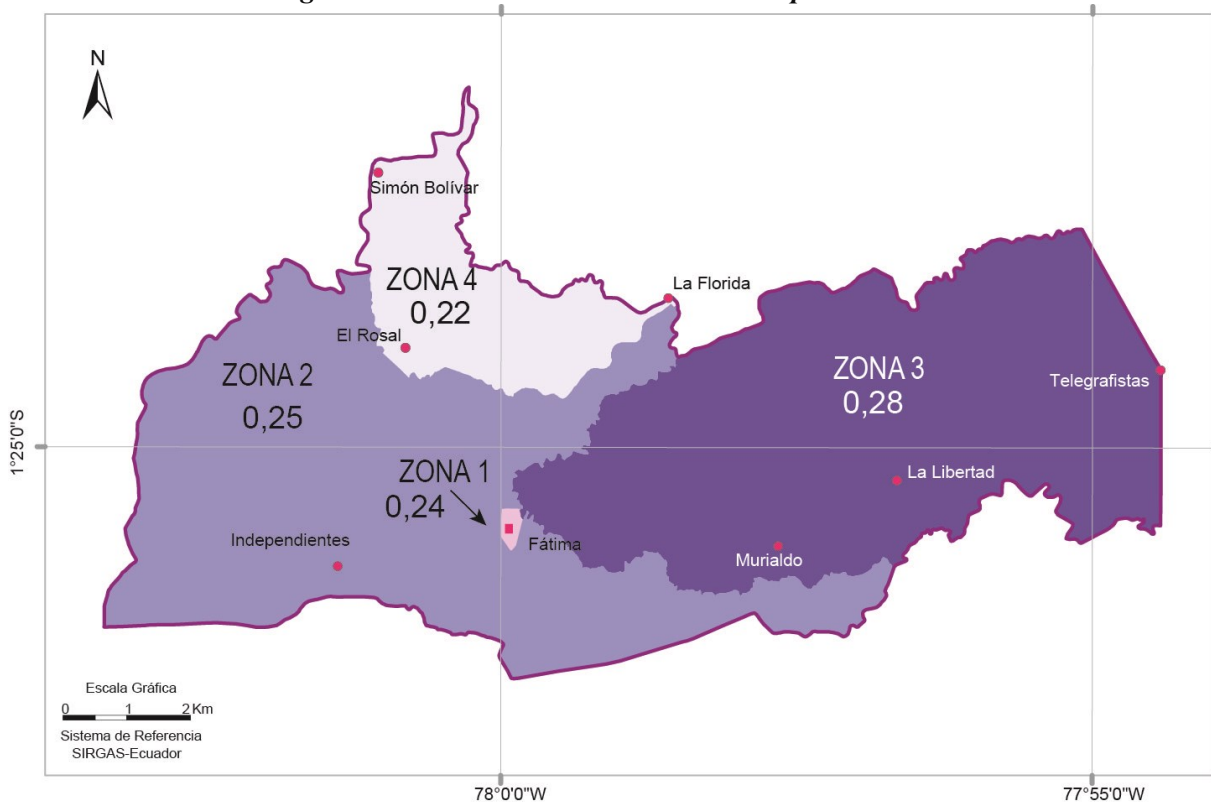 N
Simón Bolívar
ZONA 4
0,22
La Florida
El Rosal
ZONA 2
0,25
ZONA 3
0,28
Telegrafistas
1°25'0"S
ZONA 1
0,24
La Libertad
Independientes
Fátima
Murialdo
Escala Gráfica
0 1 2 Km
Sistema de Referencia
SIRGAS-Ecuador
78°0'0"W
77°55'0"W